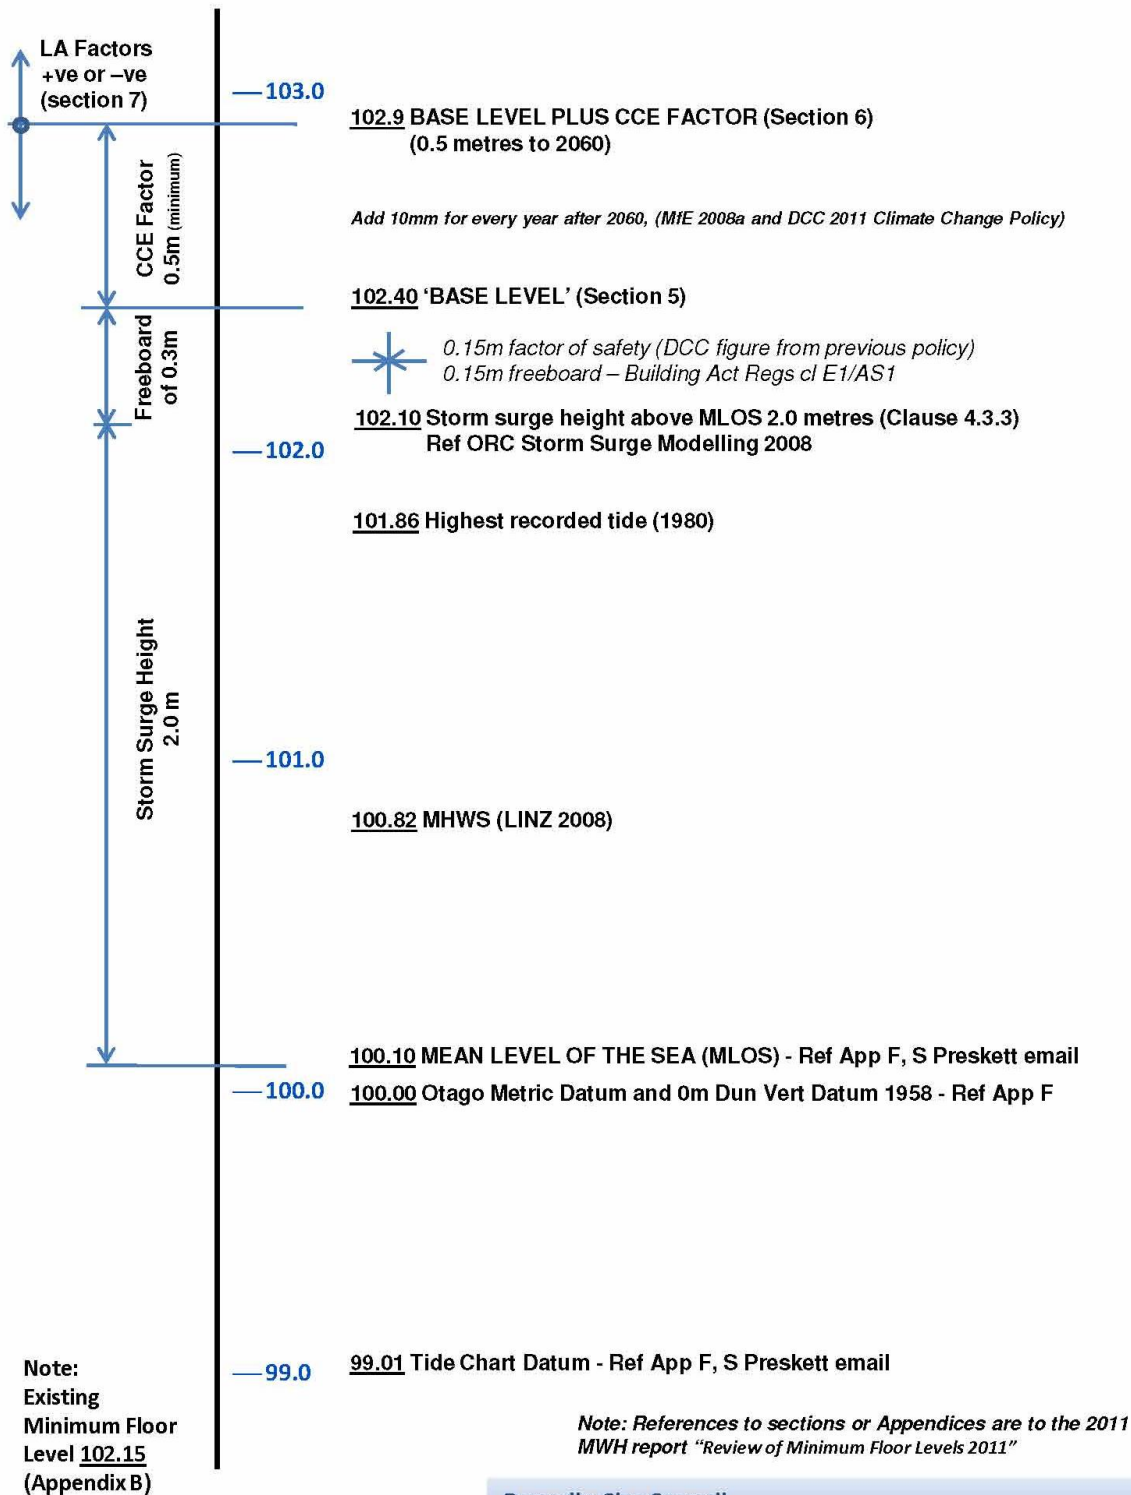 LA Factors
+ve or –ve
(section 7)
103.0
102.9 BASE LEVEL PLUS CCE FACTOR (Section 6)
(0.5 metres to 2060)
CCE Factor
0.5m (minimum)
Add 10mm for every year after 2060, (MfE 2008a and DCC 2011 Climate Change Policy)
102.40 ‘BASE LEVEL’ (Section 5)
Freeboard
of 0.3m
0.15m factor of safety (DCC figure from previous policy)
0.15m freeboard – Building Act Regs cl E1/AS1
102.10 Storm surge height above MLOS 2.0 metres (Clause 4.3.3)
Ref ORC Storm Surge Modelling 2008
102.0
101.86 Highest recorded tide (1980)
Storm Surge Height
2.0 m
101.0
100.82 MHWS (LINZ 2008)
100.10 MEAN LEVEL OF THE SEA (MLOS) - Ref App F, S Preskett email
100.0
100.00 Otago Metric Datum and 0m Dun Vert Datum 1958 - Ref App F
99.0
99.01 Tide Chart Datum - Ref App F, S Preskett email
Note:
Existing
Minimum Floor
Level 102.15
(Appendix B)
Note: References to sections or Appendices are to the 2011
MWH report “Review of Minimum Floor Levels 2011”